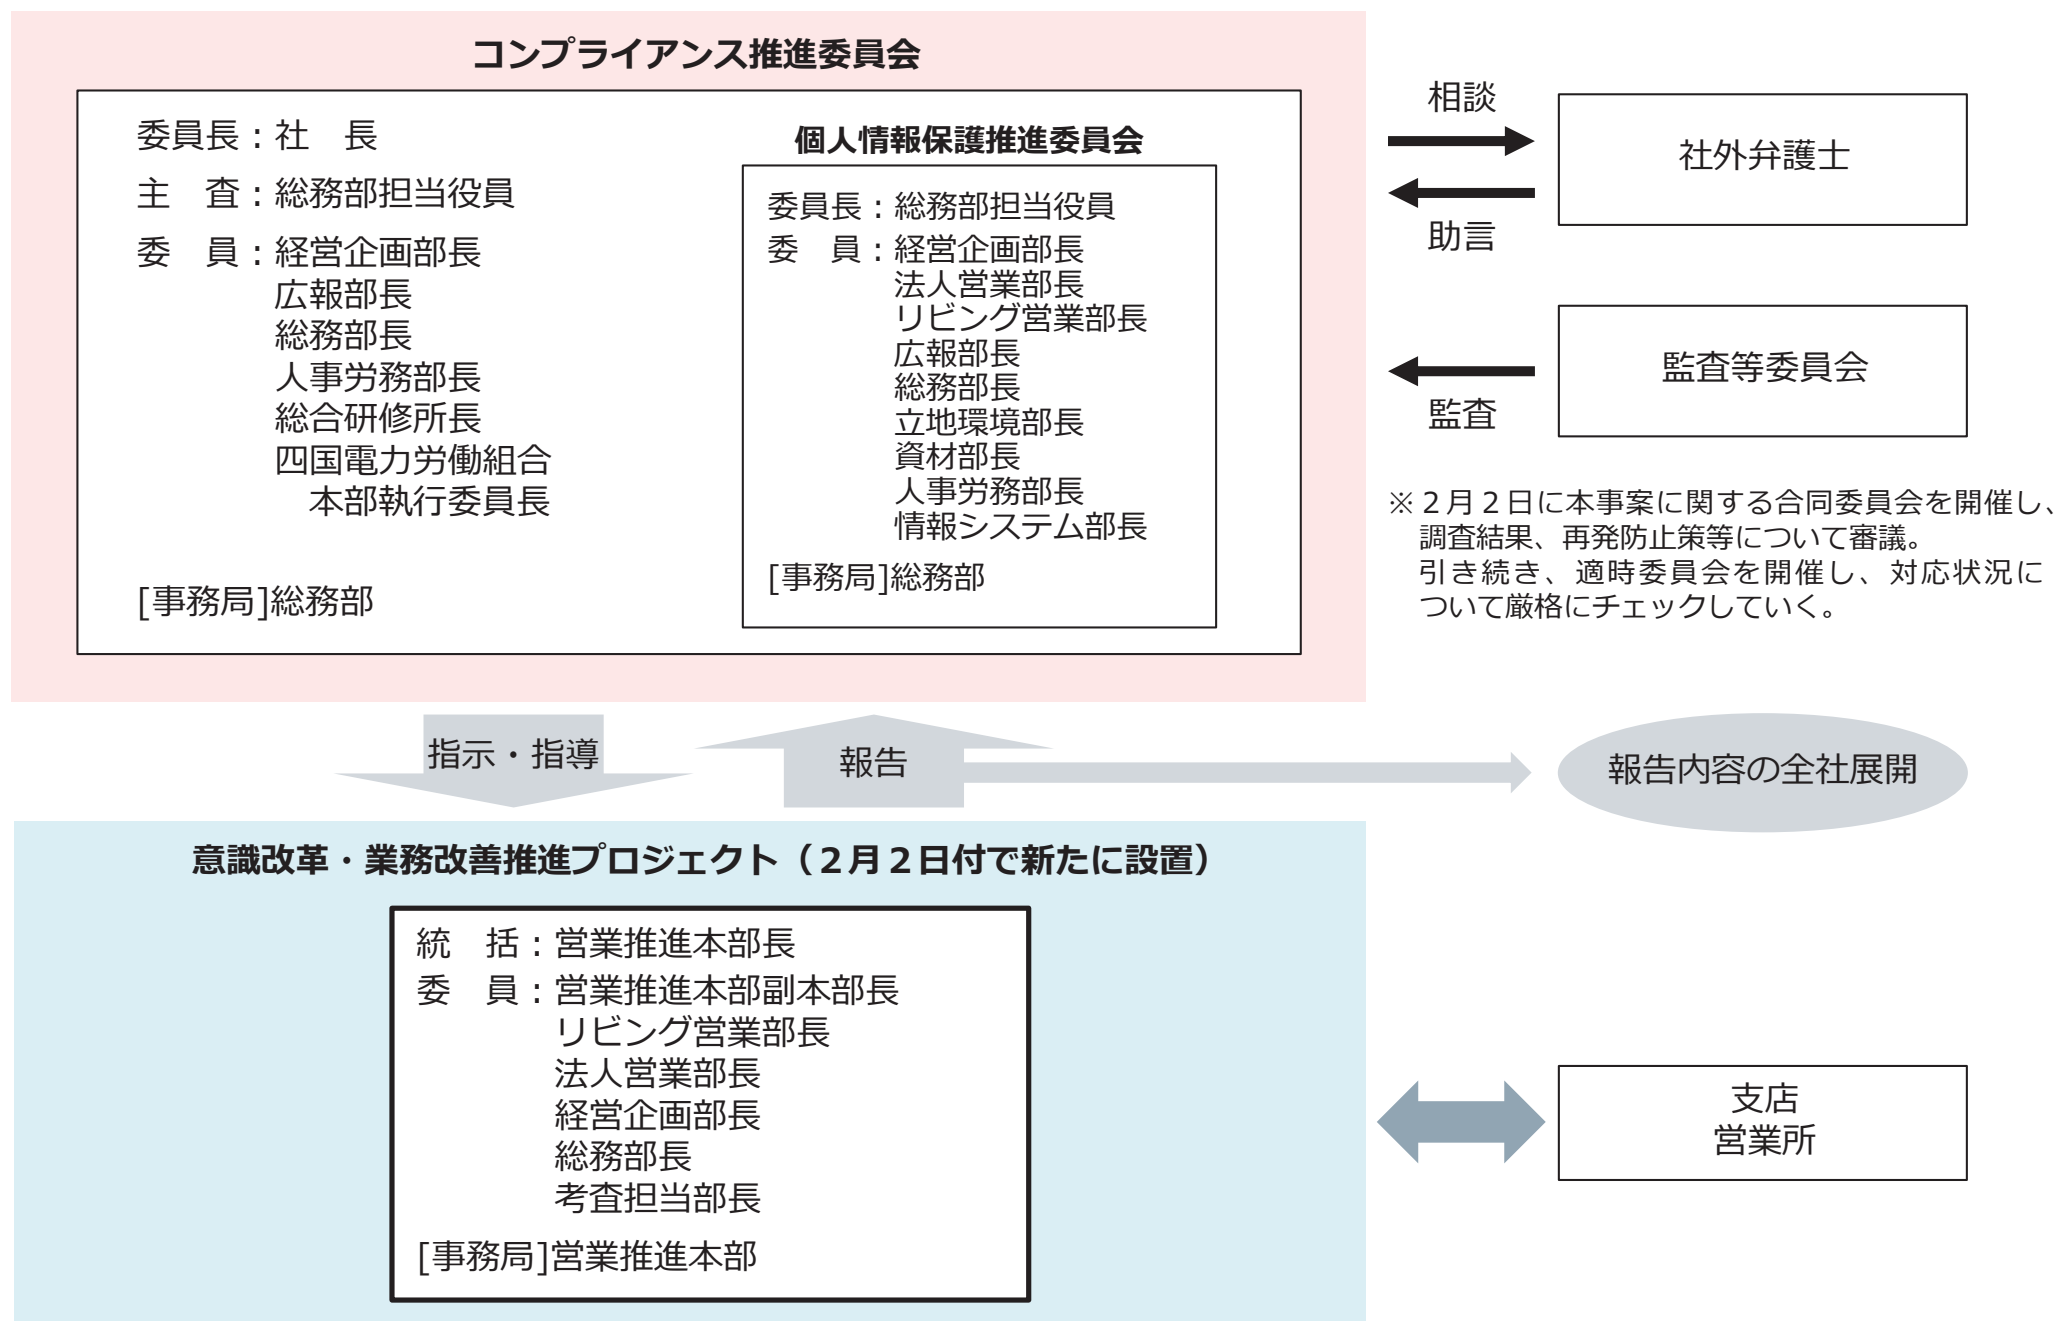 コンプライアンス推進委員会
委員長：社　長
主　査：総務部担当役員
委　員：経営企画部長
広報部長
総務部長
人事労務部長
総合研修所長
四国電力労働組合
本部執行委員長
[事務局]総務部
個人情報保護推進委員会
委員長：総務部担当役員
委　員：経営企画部長
法人営業部長
リビング営業部長
広報部長
総務部長
立地環境部長
資材部長
人事労務部長
情報システム部長
[事務局]総務部
相談
助言
社外弁護士
監査
監査等委員会
※２月２日に本事案に関する合同委員会を開催し、
調査結果、再発防止策等について審議。
引き続き、適時委員会を開催し、対応状況に
ついて厳格にチェックしていく。
指示・指導
報告
報告内容の全社展開
意識改革・業務改善推進プロジェクト（２月２日付で新たに設置）
統　括：営業推進本部長
委　員：営業推進本部副本部長
リビング営業部長
法人営業部長
経営企画部長
総務部長
考査担当部長
[事務局]営業推進本部
支店
営業所